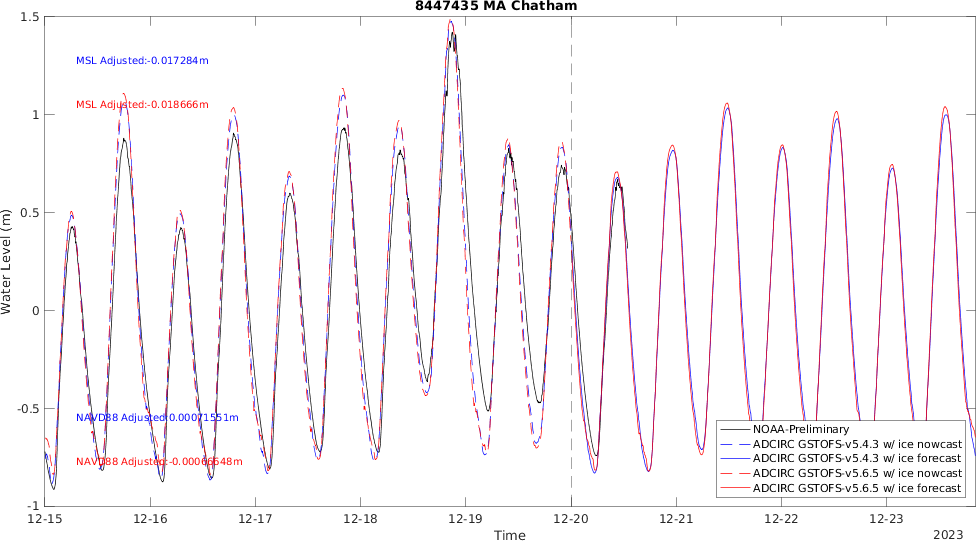 8447435 MA Chatham
1.5
1
0.5
0
-0.5
-1
Water Level (m)
MSL Adjusted:-0.017284m
MSL Adjusted:-0.018666m
NAVD88 Adjusted:0.00071551m
NAVD88 Adjusted:-0.00066648m
NOAA-Preliminary
ADCIRC GSTOFS-v5.4.3 w/ ice nowcast
ADCIRC GSTOFS-v5.4.3 w/ ice forecast
ADCIRC GSTOFS-v5.6.5 w/ ice nowcast
ADCIRC GSTOFS-v5.6.5 w/ ice forecast
12-15 12-16 12-17 12-18 12-19 12-20 12-21 12-22 12-23
Time
2023